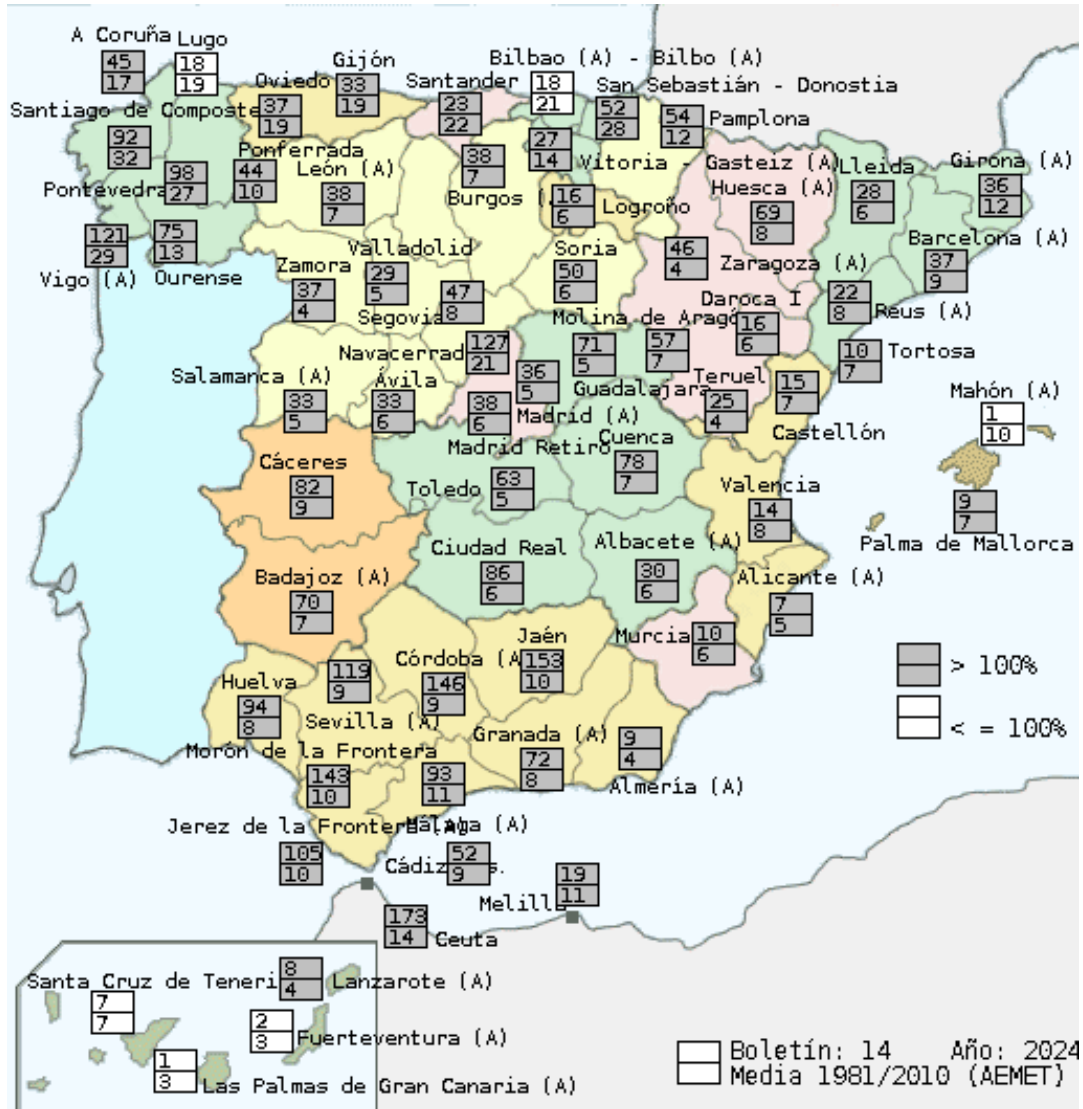 A Coruña
45
17
Lugo
18
19
Gijón
33
19
Oviedo
37
19
Santander
23
22
Bilbao (A) - Bilbo (A)
18
21
San Sebastián - Donostia
52
28
54
12
Pamplona
Santiago de Composte
92
32
Ponferrada
44
10
León (A)
38
7
38
7
Burgos (
27
14
Vitoria - Gasteiz (A)
Huesca (A)
69
8
Lleida
28
6
Girona (A)
36
12
Pontevedra
98
27
16
6
Logroño
121
29
Vigo (A)
75
13
Ourense
Zamora
37
4
Valladolid
29
5
Soria
50
6
46
4
Zaragoza (A)
Barcelona (A)
37
9
Segovia
47
8
Daroca I
16
6
22
8
Reus (A)
Molina de Aragó
57
7
Navacerrad
127
21
71
5
Guadalajara
10
7
Tortosa
Salamanca (A)
33
5
Ávila
33
6
36
5
Madrid (A)
38
6
Madrid Retiro
Teruel
25
4
15
7
Castellón
Mahón (A)
1
10
Cáceres
82
9
Toledo
63
5
Cuenca
78
7
Valencia
14
8
9
7
Palma de Mallorca
Badajoz (A)
70
7
Ciudad Real
86
6
Albacete (A)
30
6
Alicante (A)
7
5
Murcia
10
6
> 100%
< = 100%
Huelva
94
8
119
9
Sevilla (A)
Córdoba (A
146
9
Jaén
153
10
Granada (A)
72
8
9
4
Almería (A)
Morón de la Frontera
143
10
93
11
Málaga (A)
Jerez de la Frontera
105
10
Cádiz
s.
52
9
Melilla
19
11
173
14
Ceuta
Santa Cruz de Teneri
7
7
8
4
Lanzarote (A)
2
3
Fuerteventura (A)
1
3
Las Palmas de Gran Canaria (A)
Boletín: 14 Año: 2024
Media 1981/2010 (AEMET)